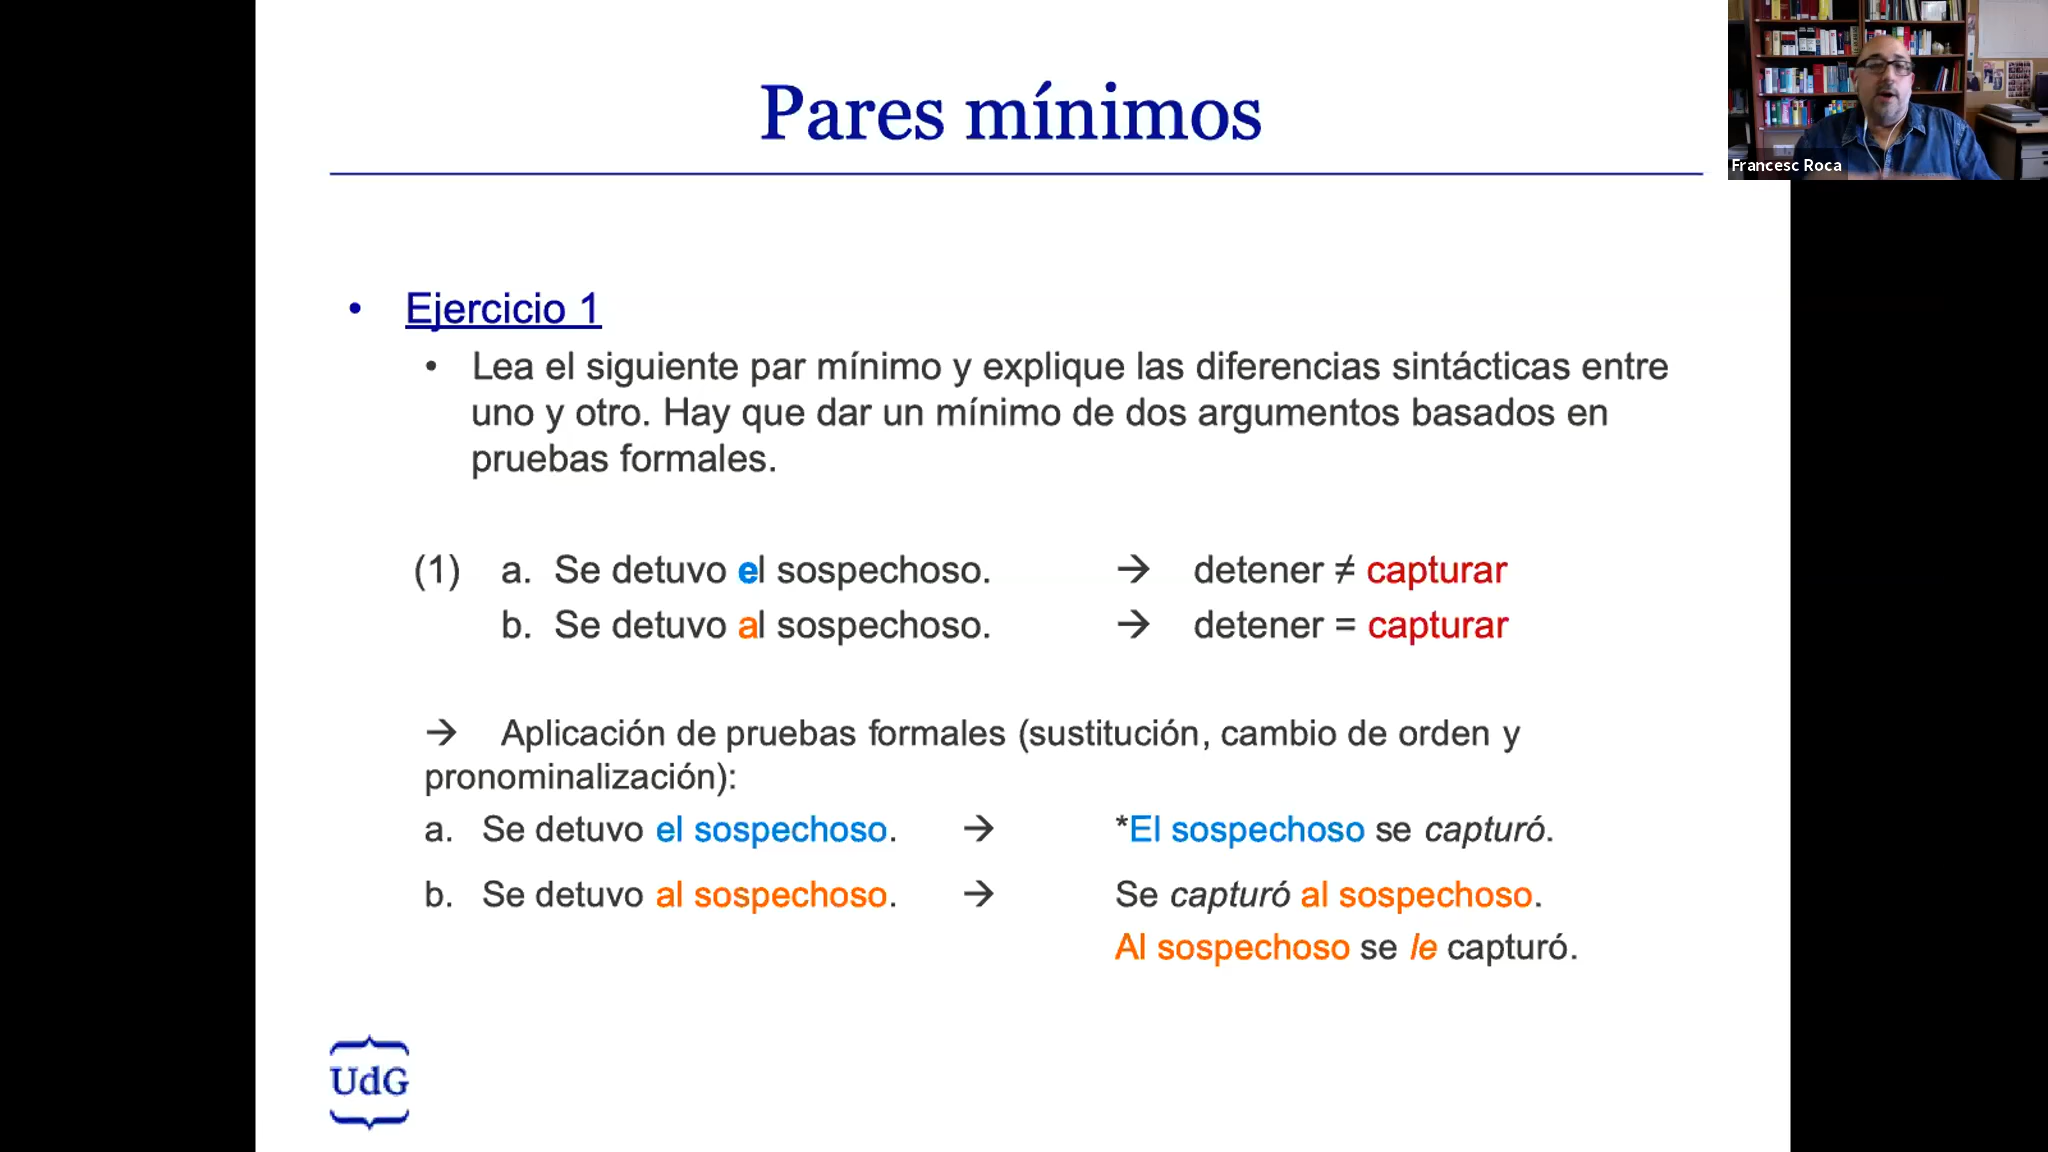 Pares mínimos
Francesc Roca
• Ejercicio 1
• Lea el siguiente par mínimo y explique las diferencias sintácticas entre
uno y otro. Hay que dar un mínimo de dos argumentos basados en
pruebas formales.
(1) a. Se detuvo el sospechoso. → detener ≠ capturar
b. Se detuvo al sospechoso. → detener = capturar
→ Aplicación de pruebas formales (sustitución, cambio de orden y
pronominalización):
a. Se detuvo el sospechoso. → *El sospechoso se capturó.
b. Se detuvo al sospechoso. → Se capturó al sospechoso.
Al sospechoso se le capturó.
UdG